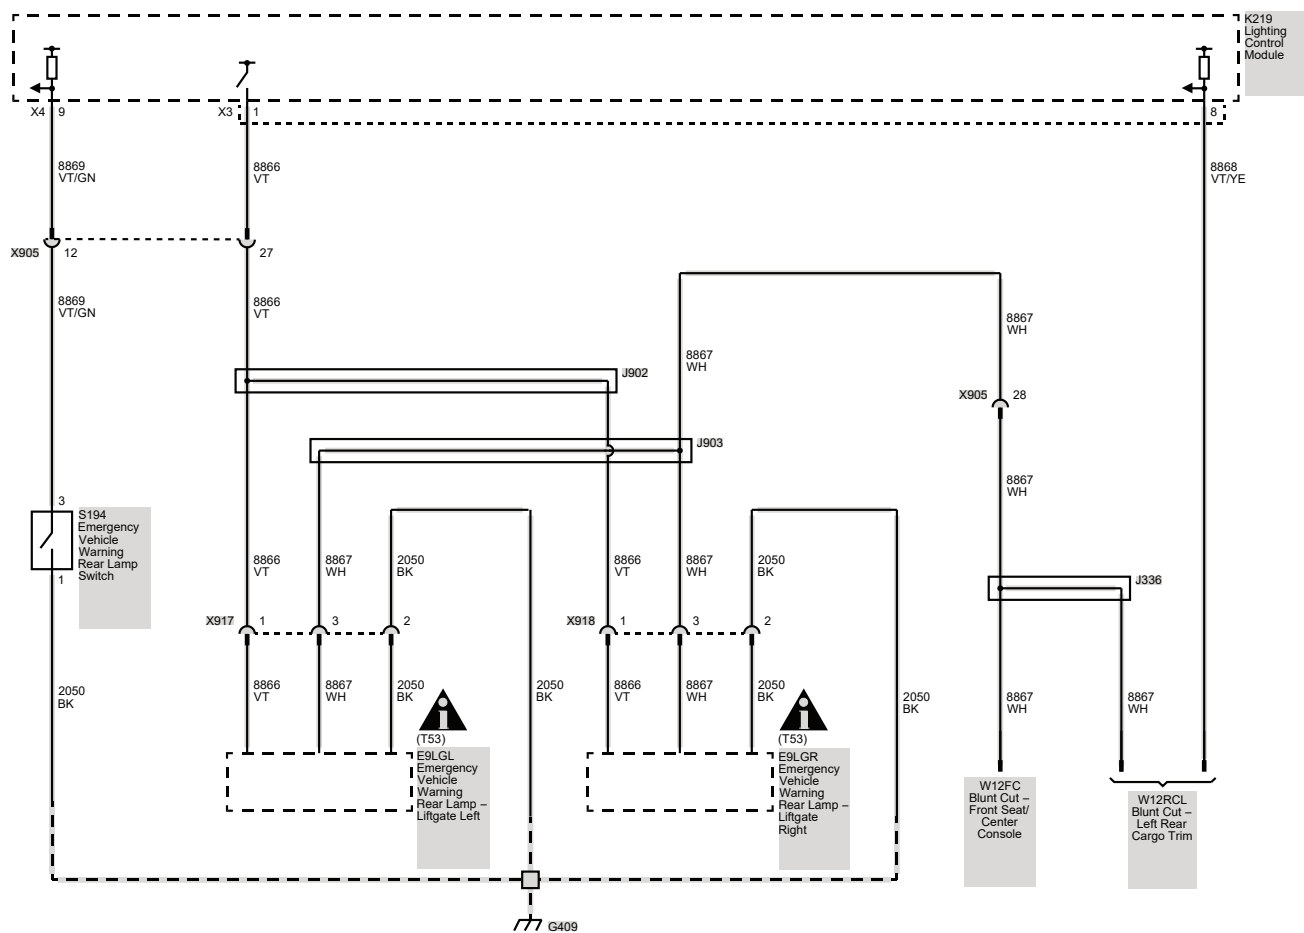 K219
Lighting
Control
Module
X4 9
X3 1
8
8869
VT/GN
8866
VT
8868
VT/YE
X905 12
27
8869
VT/GN
8866
VT
8867
WH
8867
WH
J902
X905 28
J903
8867
WH
3
S194
Emergency
Vehicle
Warning
Rear Lamp
Switch
1
8866
VT
8867
WH
2050
BK
8866
VT
8867
WH
2050
BK
J336
X917 1 3 2
X918 1 3 2
2050
BK
8866
VT
8867
WH
2050
BK
2050
BK
8866
VT
8867
WH
2050
BK
2050
BK
8867
WH
8867
WH
(T53)
E9LGL
Emergency
Vehicle
Warning
Rear Lamp –
Liftgate Left
(T53)
E9LGR
Emergency
Vehicle
Warning
Rear Lamp –
Liftgate
Right
W12FC
Blunt Cut –
Front Seat/
Center
Console
W12RCL
Blunt Cut –
Left Rear
Cargo Trim
G409